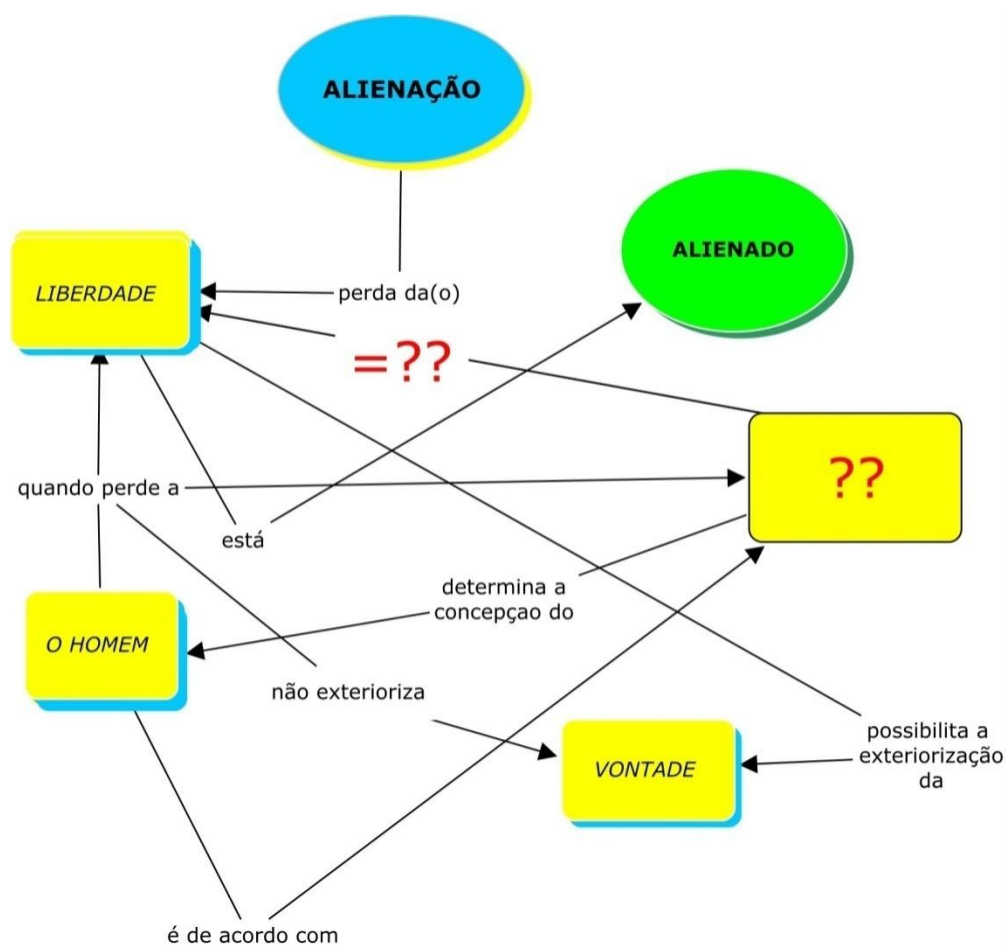 ALIENAÇÃO
ALIENADO
LIBERDADE
perda da(o)
=??
??
quando perde a
está
determina a
concepçao do
O HOMEM
não exterioriza
possibilita a
exteriorização
da
VONTADE
é de acordo com